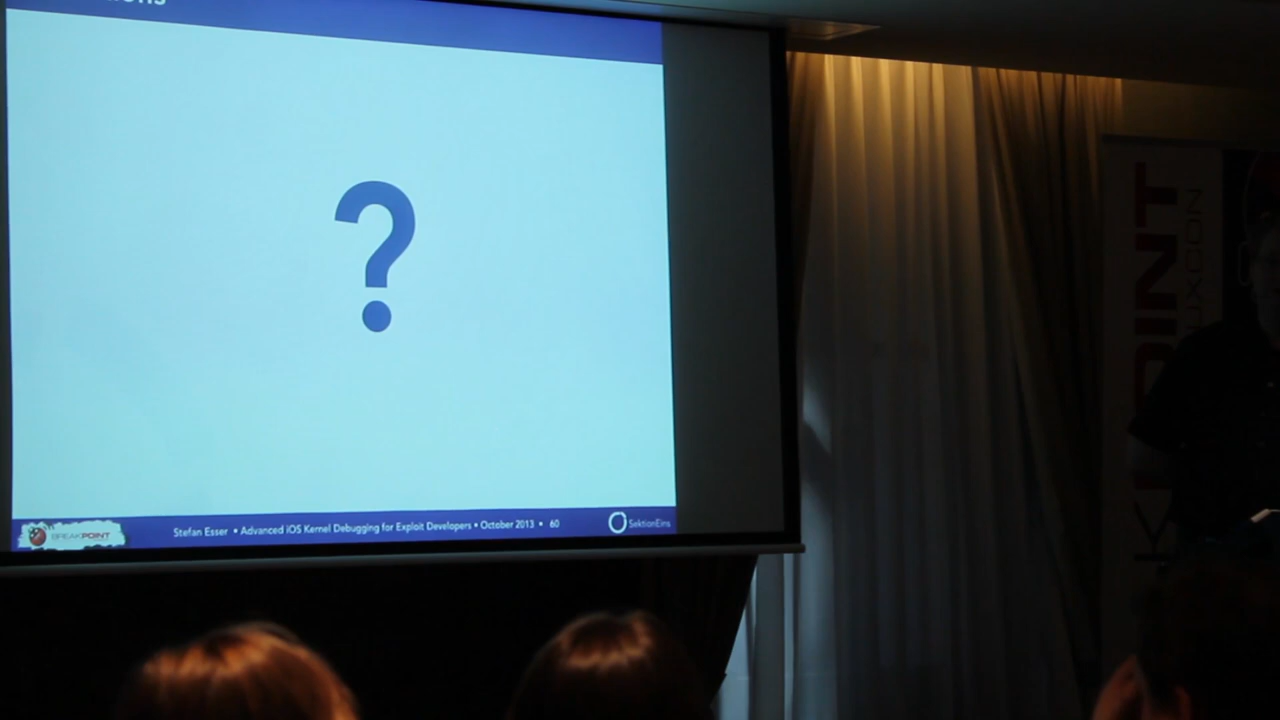 ?
BREAKPOINT
Stefan Esser • Advanced iOS Kernel Debugging for Exploit Developers • October 2013 • 60
SektionEins